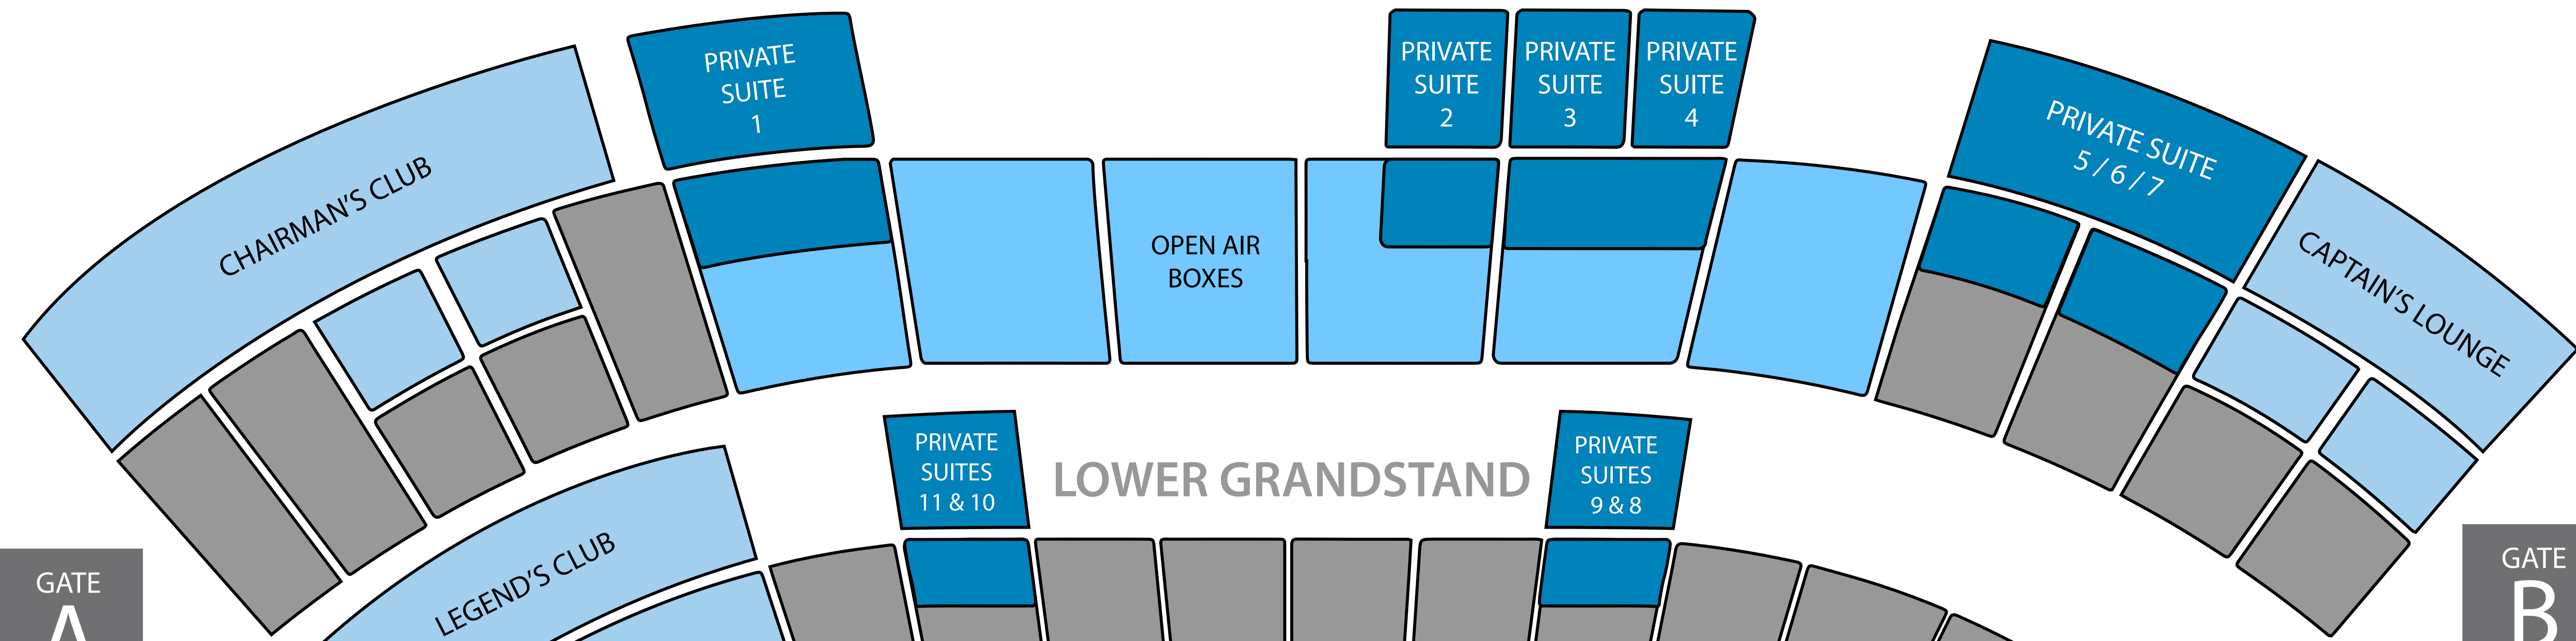 PRIVATE
SUITE
1
PRIVATE
SUITE
2
PRIVATE
SUITE
3
PRIVATE
SUITE
4
PRIVATE SUITE
5 / 6 / 7
CHAIRMAN'S CLUB
OPEN AIR
BOXES
CAPTAIN'S LOUNGE
PRIVATE
SUITES
11 & 10
LOWER GRANDSTAND
PRIVATE
SUITES
9 & 8
LEGEND'S CLUB
GATE
A
GATE
B